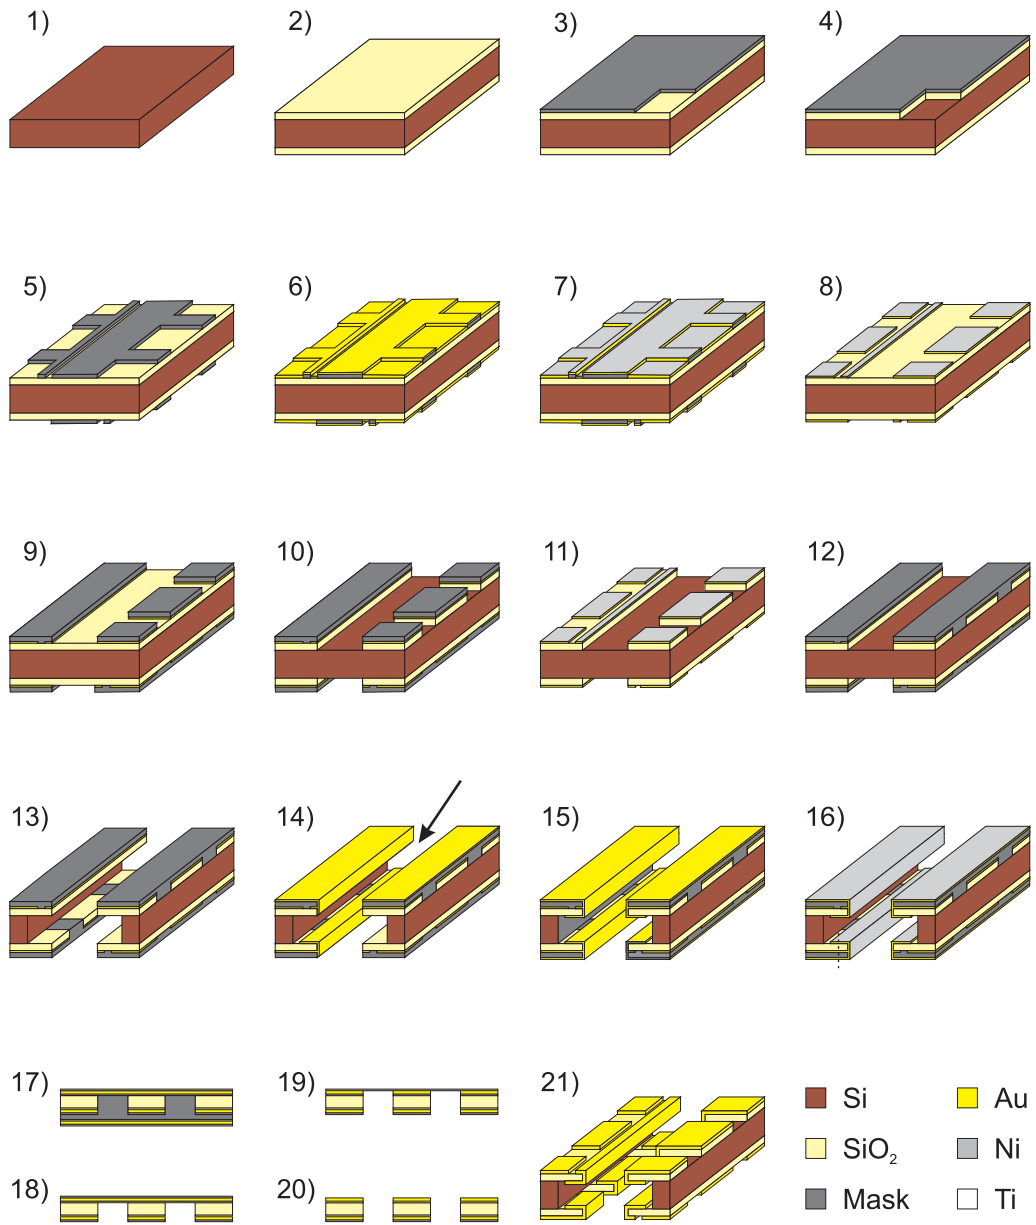 1) 2) 3) 4)
5) 6) 7) 8)
9) 10) 11) 12)
13) 14) 15) 16)
17) 19) 21)
Si Au
SiO₂ Ni
18) 20) Mask Ti